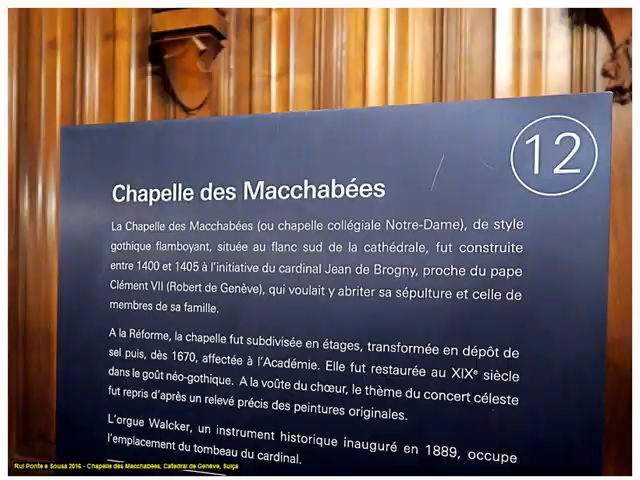 12
Chapelle des Macchabées
La Chapelle des Macchabées (ou chapelle collégiale Notre-Dame), de style
gothique flamboyant, située au flanc sud de la cathédrale, fut construite
entre 1400 et 1405 à l'initiative du cardinal Jean de Brogny, proche du pape
Clément VII (Robert de Genève), qui voulait y abriter sa sépulture et celle de
membres de sa famille.
A la Réforme, la chapelle fut subdivisée en étages, transformée en dépôt de
sel puis, dès 1670, affectée à l'Académie. Elle fut restaurée au XIXe siècle
dans le goût néo-gothique. A la voûte du chœur, le thème du concert céleste
fut repris d'après un relevé précis des peintures originales.
L'orgue Walcker, un instrument historique inauguré en 1889, occupe
l'emplacement du tombeau du cardinal.
Rui Ponte e Sousa 2016 - Chapelle des Macchabées, Catedral de Genève, Suiça